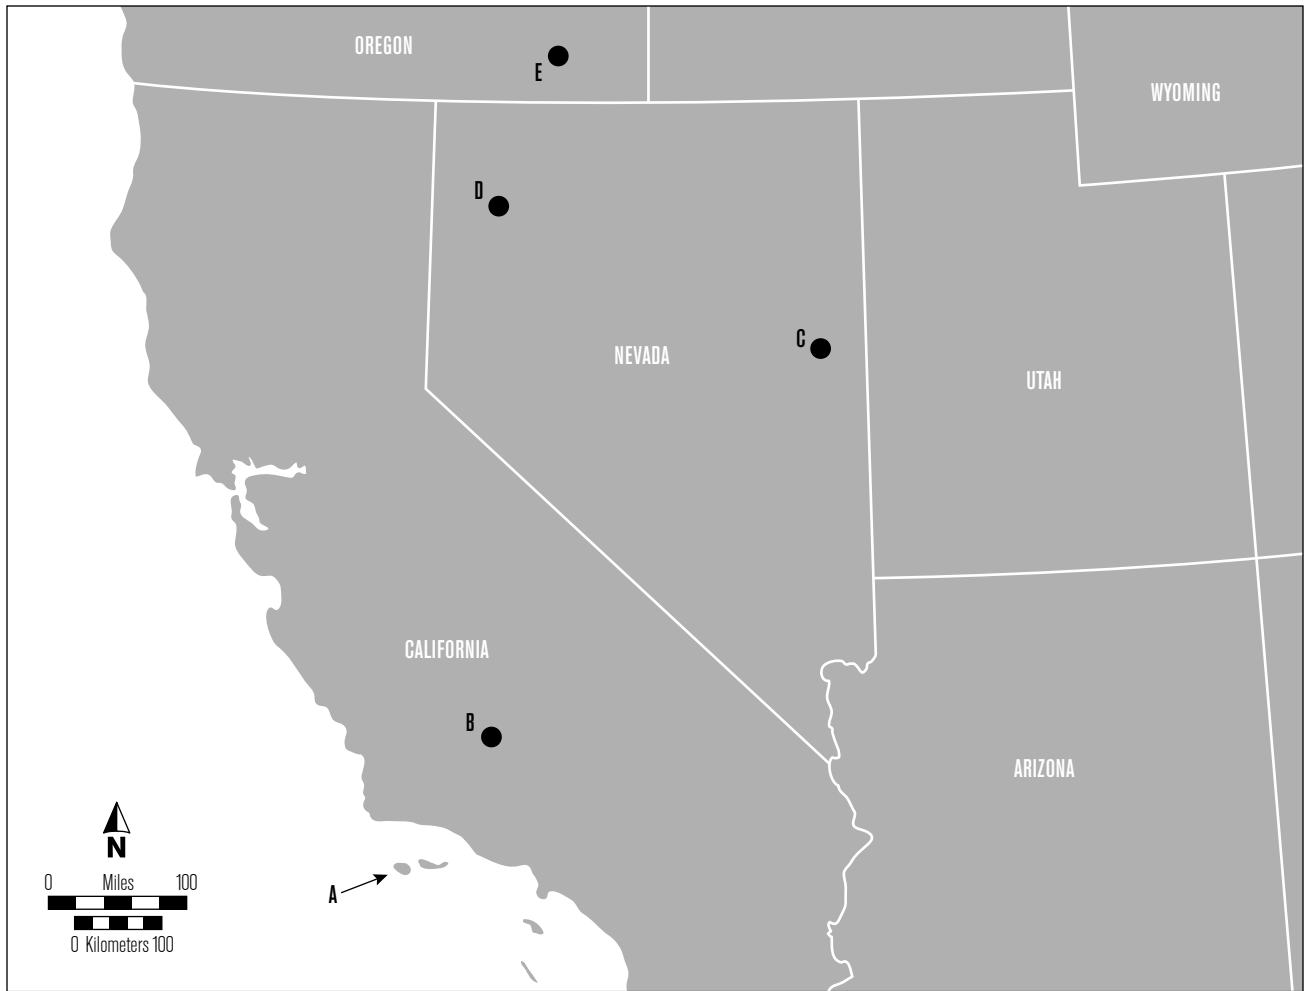 OREGON
E
WYOMING
D
C
NEVADA
UTAH
CALIFORNIA
B
ARIZONA
N
0 Miles 100
A
0 Kilometers 100